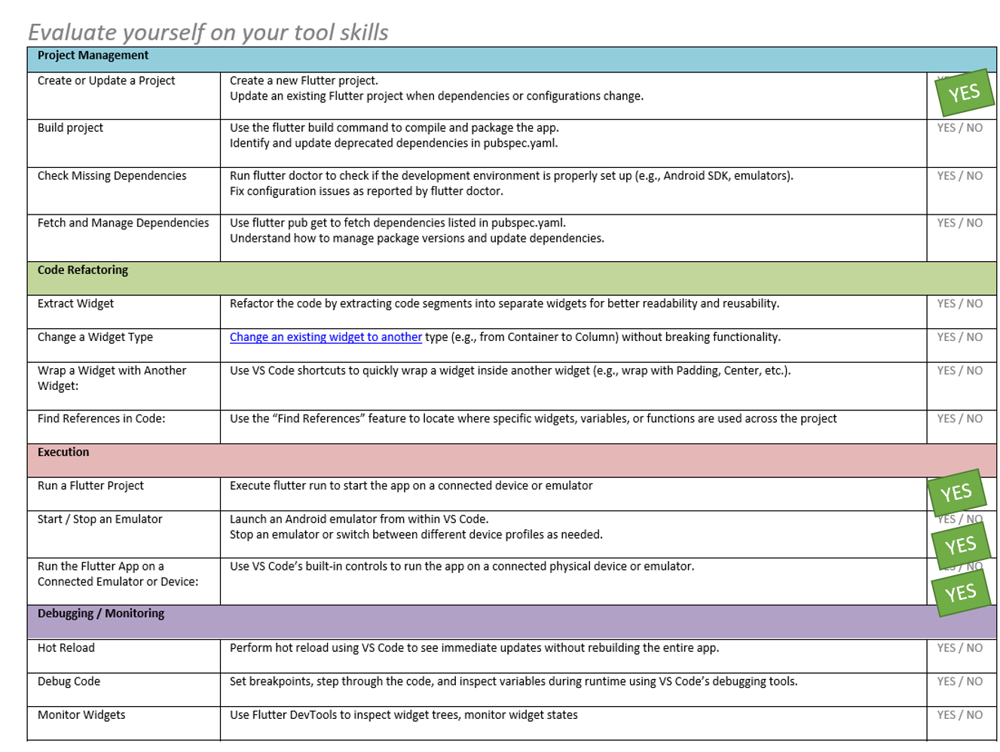 Evaluate yourself on your tool skills
Project Management
Create or Update a Project
Create a new Flutter project.
Update an existing Flutter project when dependencies or configurations change.
YES
Build project
Use the flutter build command to compile and package the app.
Identify and update deprecated dependencies in pubspec.yaml.
YES / NO
Check Missing Dependencies
Run flutter doctor to check if the development environment is properly set up (e.g., Android SDK, emulators).
Fix configuration issues as reported by flutter doctor.
YES / NO
Fetch and Manage Dependencies
Use flutter pub get to fetch dependencies listed in pubspec.yaml.
Understand how to manage package versions and update dependencies.
YES / NO
Code Refactoring
Extract Widget
Refactor the code by extracting code segments into separate widgets for better readability and reusability.
YES / NO
Change a Widget Type
Change an existing widget to another type (e.g., from Container to Column) without breaking functionality.
YES / NO
Wrap a Widget with Another
Widget:
Use VS Code shortcuts to quickly wrap a widget inside another widget (e.g., wrap with Padding, Center, etc.).
YES / NO
Find References in Code:
Use the “Find References” feature to locate where specific widgets, variables, or functions are used across the project
YES / NO
Execution
Run a Flutter Project
Execute flutter run to start the app on a connected device or emulator
YES
Start / Stop an Emulator
Launch an Android emulator from within VS Code.
Stop an emulator or switch between different device profiles as needed.
YES / NO
YES
Run the Flutter App on a
Connected Emulator or Device:
Use VS Code’s built-in controls to run the app on a connected physical device or emulator.
YES
Debugging / Monitoring
Hot Reload
Perform hot reload using VS Code to see immediate updates without rebuilding the entire app.
YES / NO
Debug Code
Set breakpoints, step through the code, and inspect variables during runtime using VS Code’s debugging tools.
YES / NO
Monitor Widgets
Use Flutter DevTools to inspect widget trees, monitor widget states
YES / NO